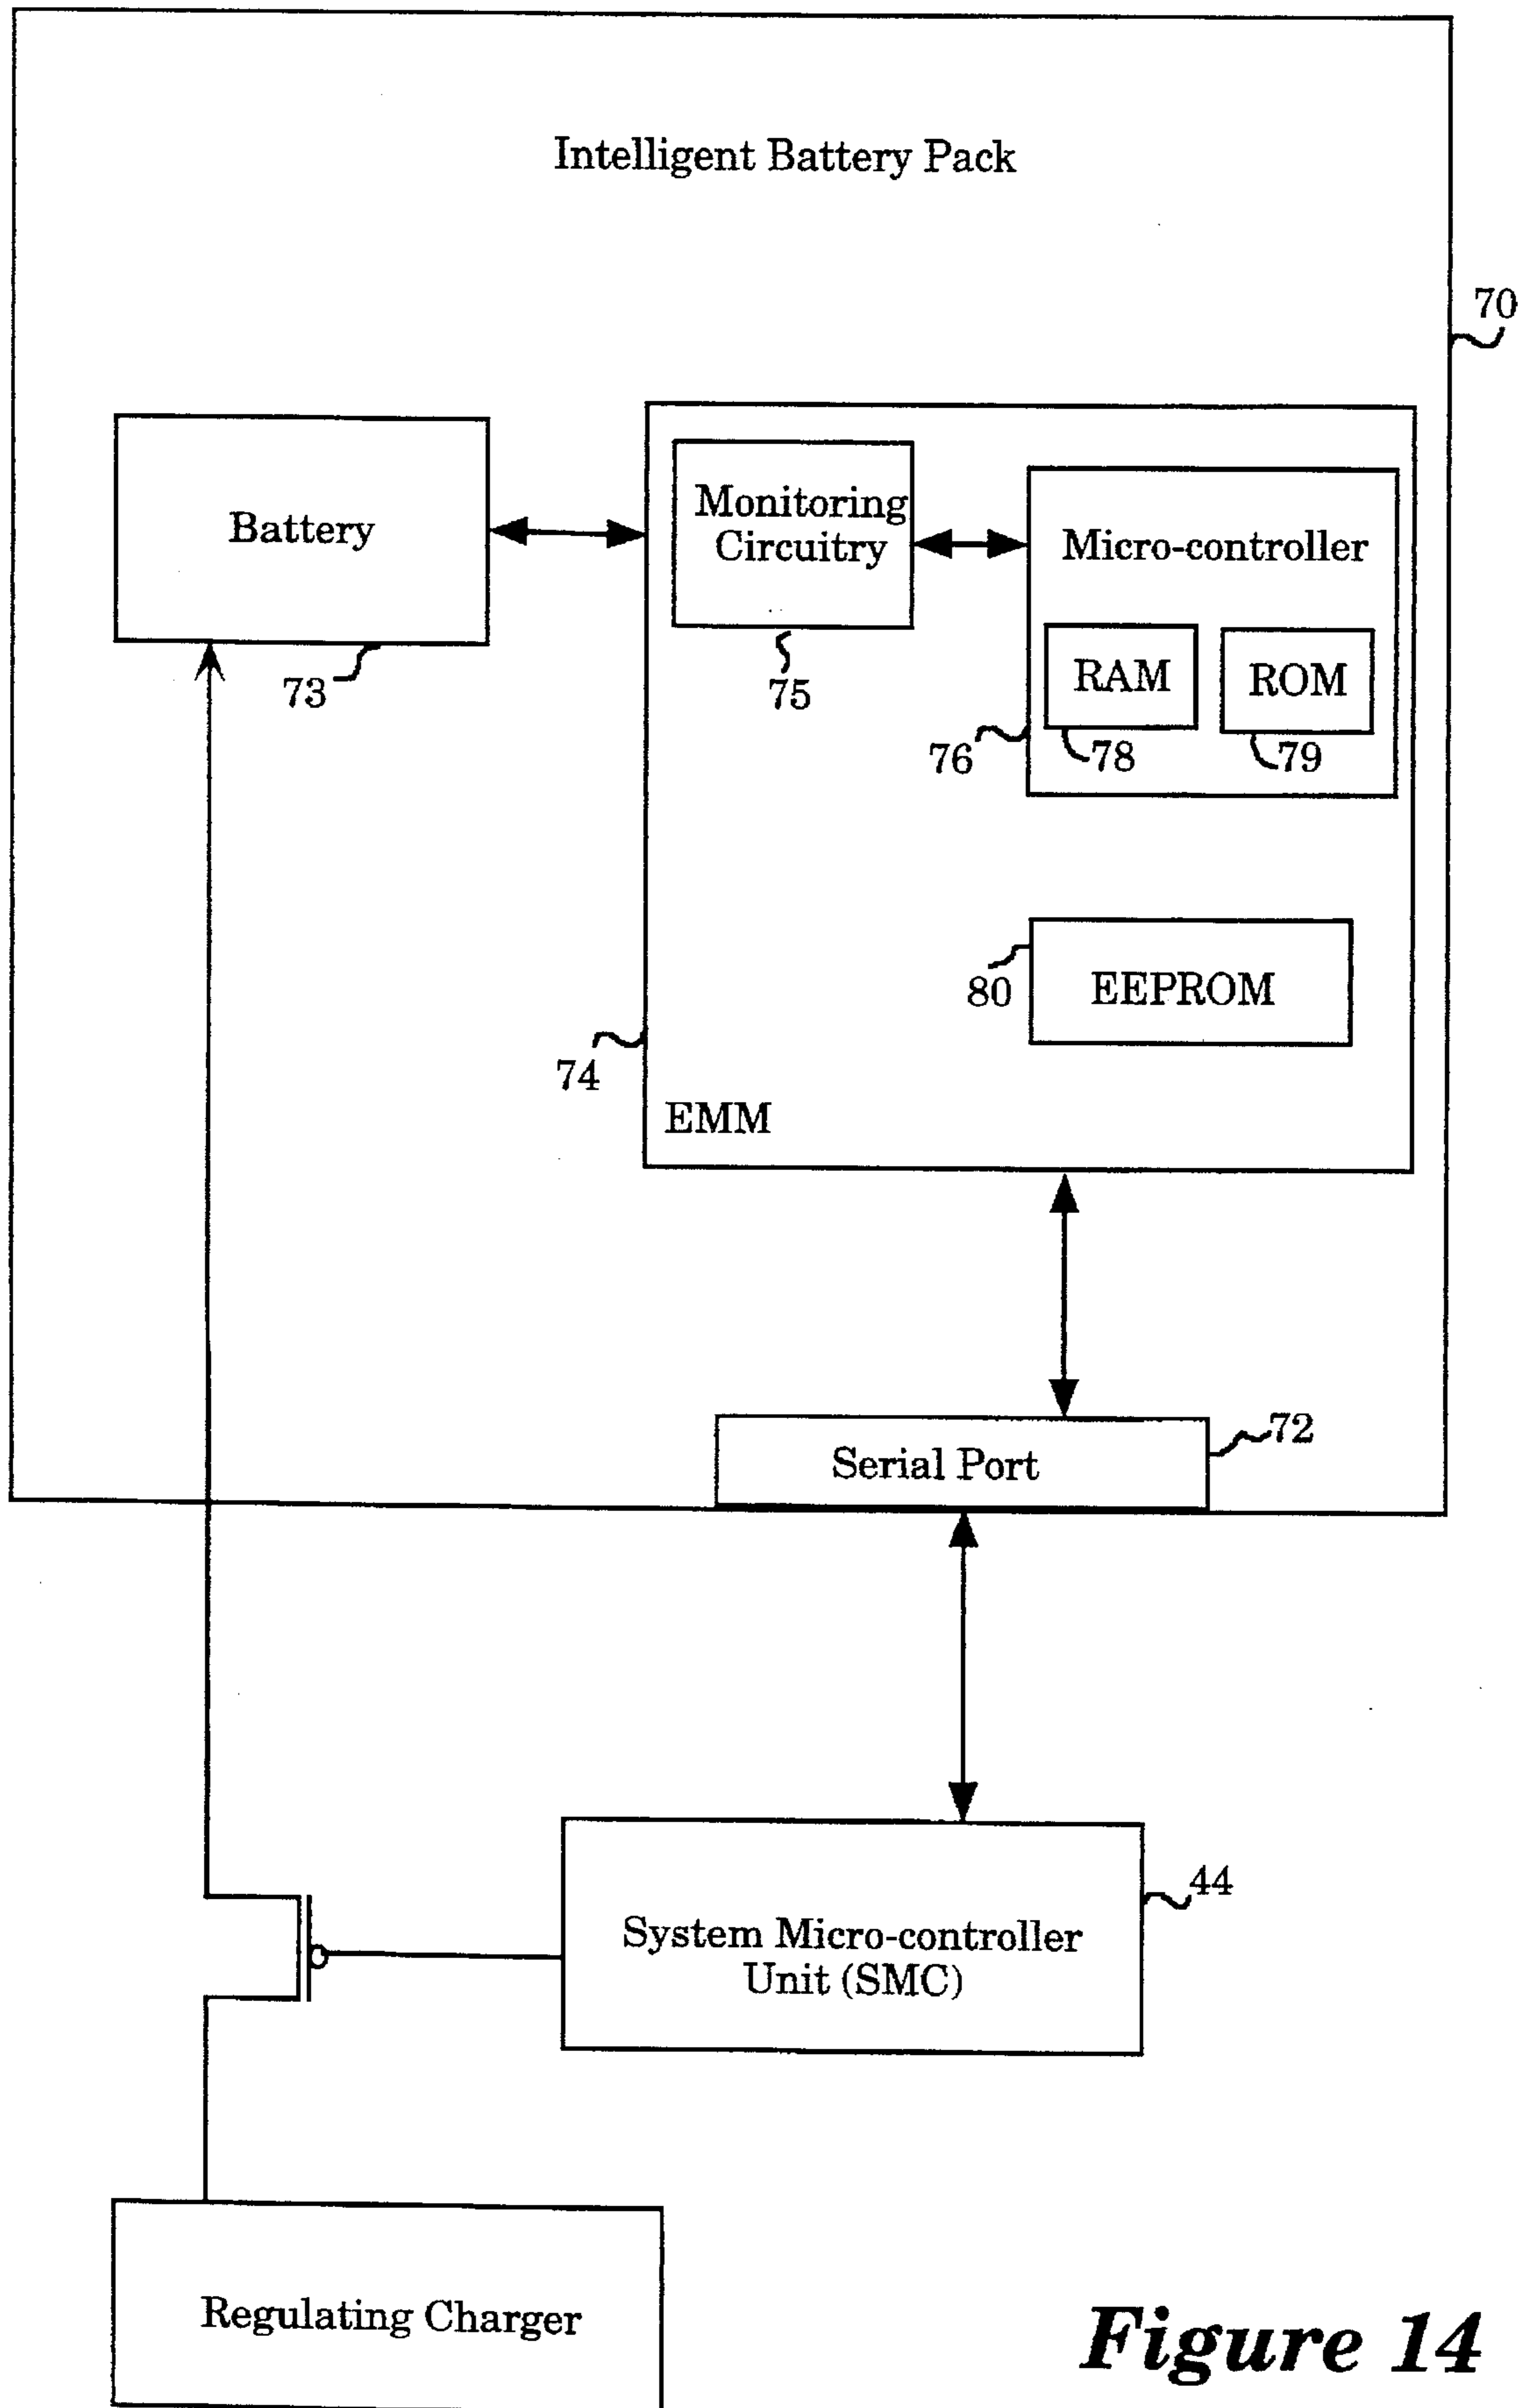 Intelligent Battery Pack
70
Battery
73
Monitoring
Circuitry
75
Micro-controller
RAM
ROM
76
78
79
80
EEPROM
74
EMM
72
Serial Port
44
System Micro-controller
Unit (SMC)
Regulating Charger
Figure 14